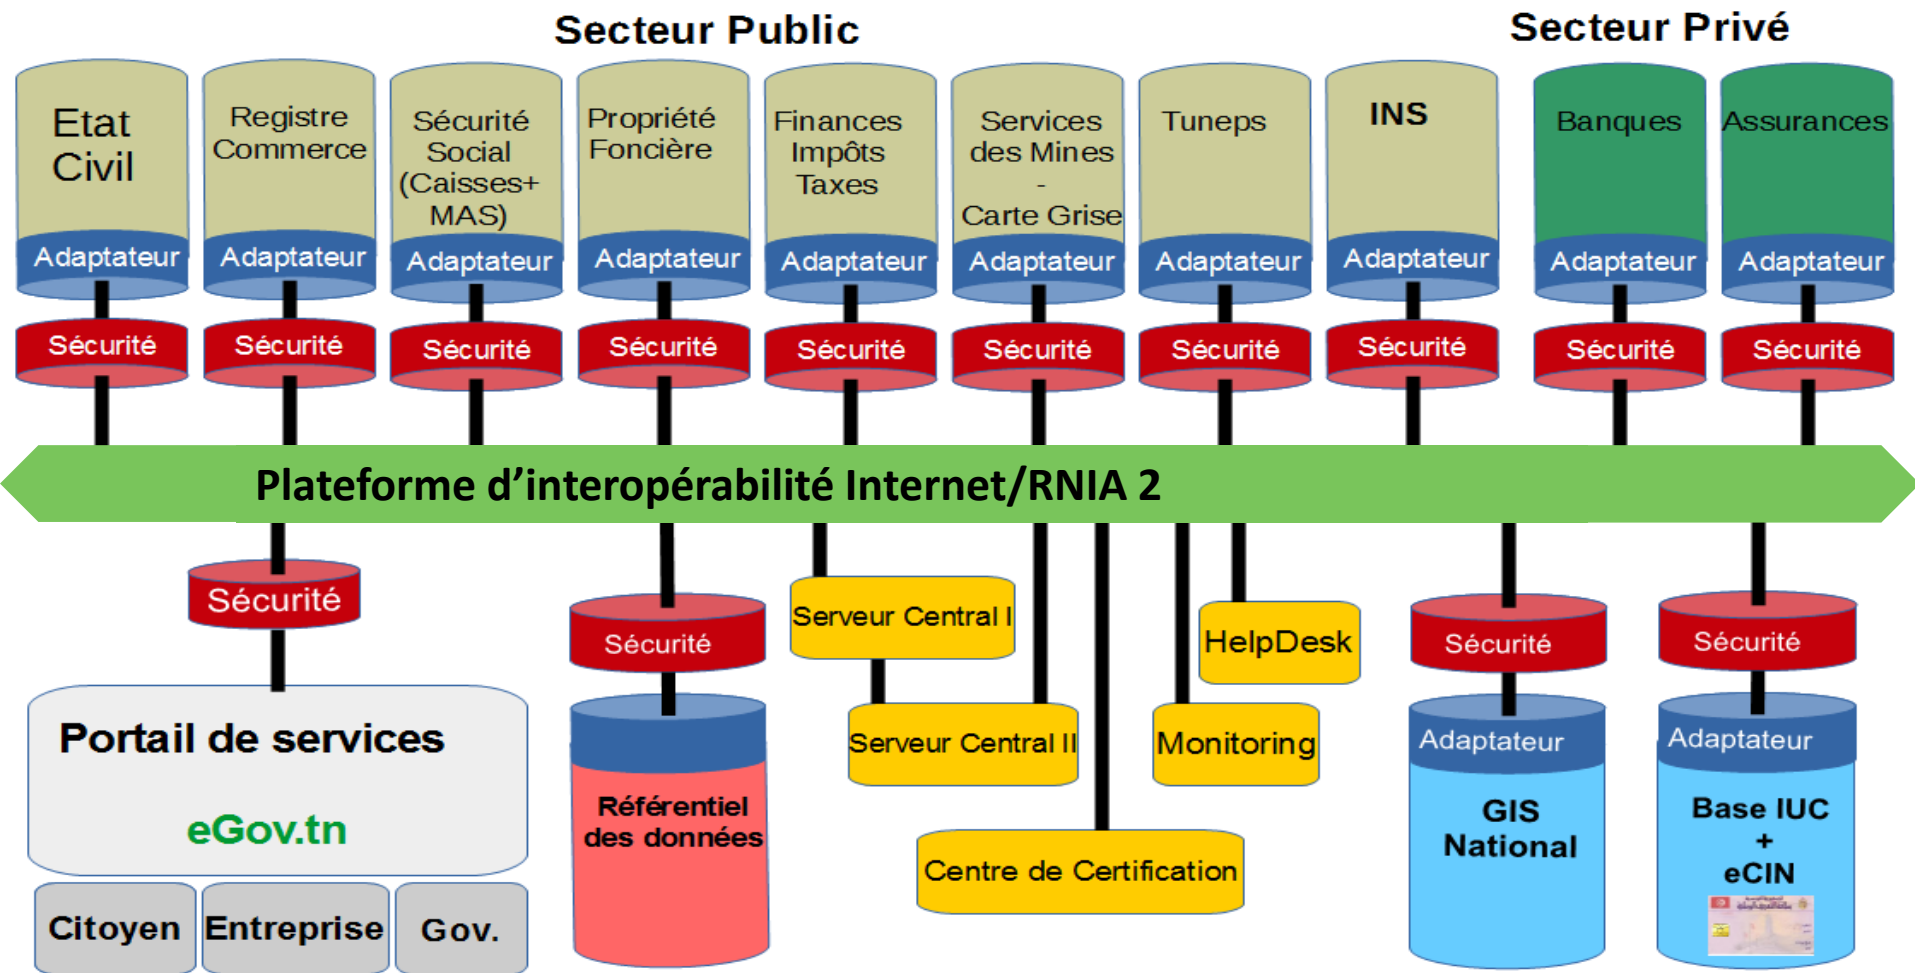 Secteur Public
Secteur Privé
Etat
Civil
Registre
Commerce
Sécurité
Social
(Caisses+
MAS)
Propriété
Foncière
Finances
Impôts
Taxes
Services
des Mines
-
Carte Grise
Tuneps
INS
Banques
Assurances
Adaptateur
Adaptateur
Adaptateur
Adaptateur
Adaptateur
Adaptateur
Adaptateur
Adaptateur
Adaptateur
Adaptateur
Sécurité
Sécurité
Sécurité
Sécurité
Sécurité
Sécurité
Sécurité
Sécurité
Sécurité
Sécurité
Plateforme d’interopérabilité Internet/RNIA 2
Sécurité
Portail de services
eGov.tn
Citoyen
Entreprise
Gov.
Sécurité
Référentiel
des données
Serveur Central I
Serveur Central II
Centre de Certification
HelpDesk
Monitoring
Sécurité
Adaptateur
GIS
National
Sécurité
Adaptateur
Base IUC
+
eCIN